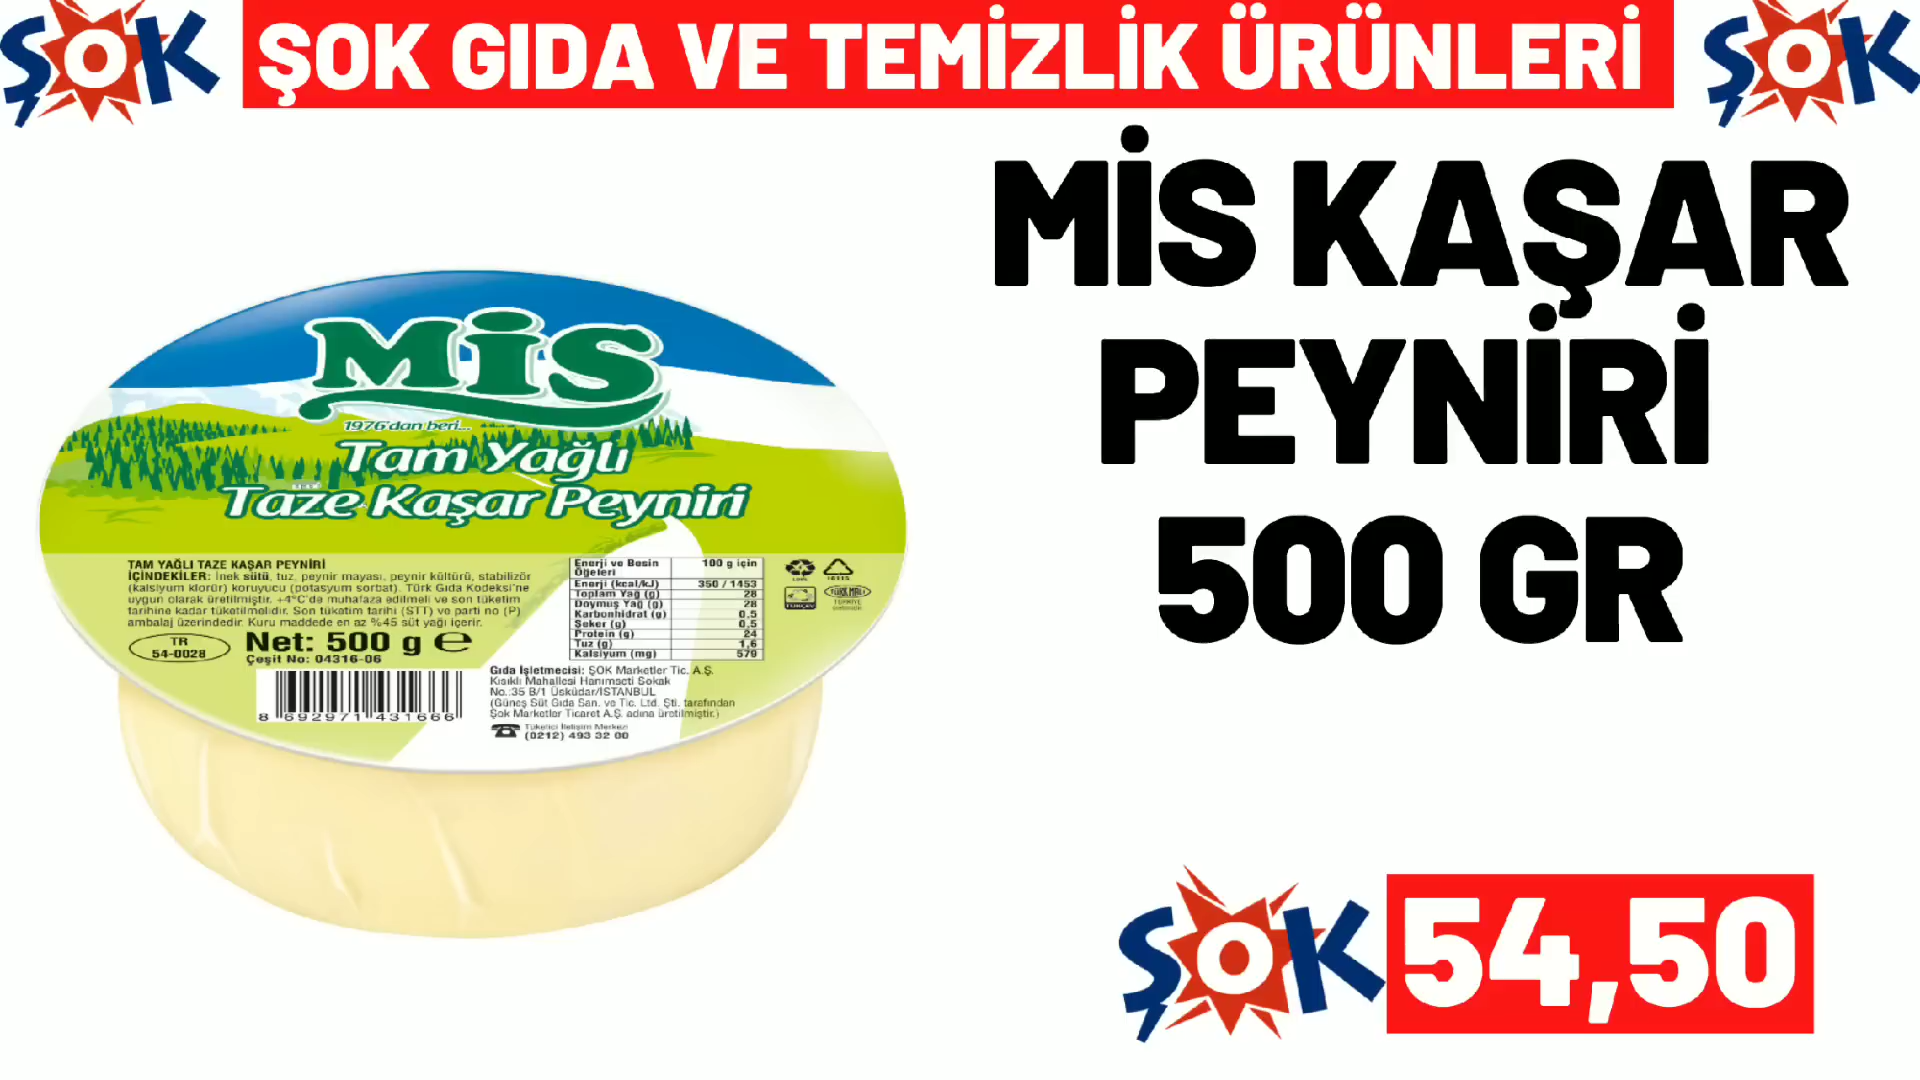 ŞOK
ŞOK GIDA VE TEMİZLİK ÜRÜNLERİ
ŞOK
MİS KAŞAR
PEYNİRİ
500 GR
MİS
1976'dan beri...
Tam Yağlı
Taze Kaşar Peyniri
TAM YAĞLI TAZE KAŞAR PEYNİRİ
İÇİNDEKİLER: İnek sütü, tuz, peynir mayası, peynir kültürü, stabilizör
(kalsiyum klorür) koruyucu (potasyum sorbat). Türk Gıda Kodeksi'ne
uygun olarak üretilmiştir. +4°C'de muhafaza edilmeli ve son tüketim
tarihine kadar tüketilmelidir. Son tüketim tarihi (STT) ve parti no (P)
ambalaj üzerindedir. Kuru maddede en az %45 süt yağı içerir.
TR
54-0028
Net: 500 g e
Çeşit No: 04316-06
8 692971 431666
Enerji ve Besin Öğeleri 100 g için
Enerji (kcal/kJ) 350 / 1453
Toplam Yağ (g) 28
Doymuş Yağ (g) 28
Karbonhidrat (g) 0,5
Şeker (g) 0,5
Protein (g) 24
Tuz (g) 1,6
Kalsiyum (mg) 579
Gıda İşletmecisi: ŞOK Marketler Tic. A.Ş.
Kısıklı Mahallesi Hanımseti Sokak
No.:35 B/1 Üsküdar/İSTANBUL
(Güneş Süt Gıda San. ve Tic. Ltd. Şti. tarafından
Şok Marketler Ticaret A.Ş. adına üretilmiştir.)
Tüketici İletişim Merkezi
(0212) 493 32 00
ŞOK 54,50